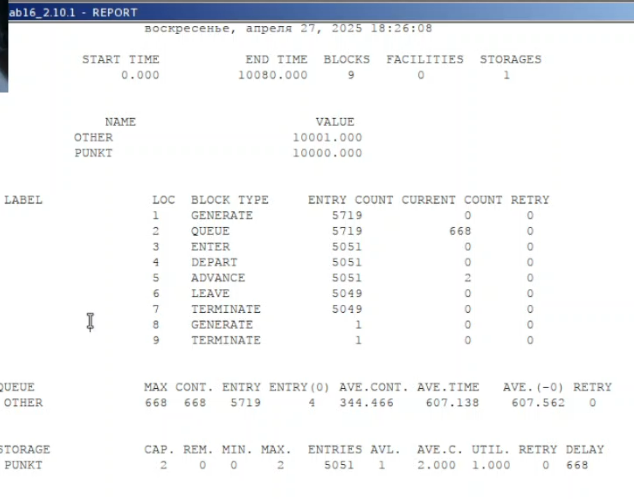 ab16_2.10.1 - REPORT
воскресенье, апреля 27, 2025 18:26:08
START TIME END TIME BLOCKS FACILITIES STORAGES
0.000 10080.000 9 0 1
NAME VALUE
OTHER 10001.000
PUNKT 10000.000
LABEL LOC BLOCK TYPE ENTRY COUNT CURRENT COUNT RETRY
1 GENERATE 5719 0 0
2 QUEUE 5719 668 0
3 ENTER 5051 0 0
4 DEPART 5051 0 0
5 ADVANCE 5051 2 0
6 LEAVE 5049 0 0
7 TERMINATE 5049 0 0
8 GENERATE 1 0 0
9 TERMINATE 1 0 0
QUEUE MAX CONT. ENTRY ENTRY(0) AVE.CONT. AVE.TIME AVE.(-0) RETRY
OTHER 668 668 5719 4 344.466 607.138 607.562 0
STORAGE CAP. REM. MIN. MAX. ENTRIES AVL. AVE.C. UTIL. RETRY DELAY
PUNKT 2 0 0 2 5051 1 2.000 1.000 0 668